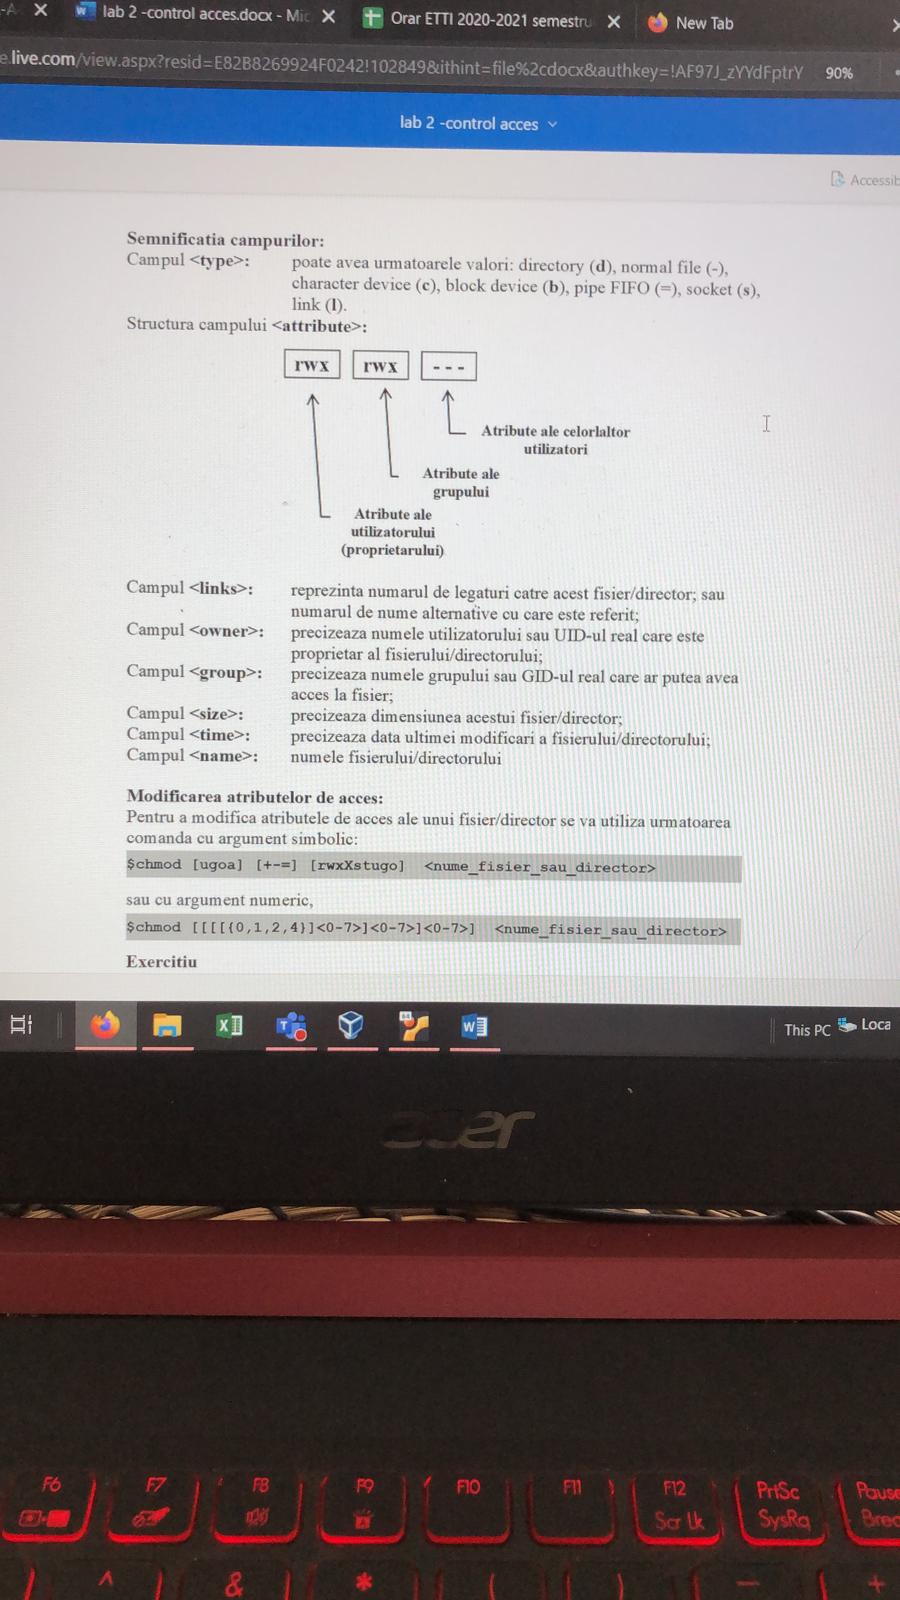 lab 2 -control acces.docx - Mic
Orar ETTI 2020-2021 semestru
New Tab
e.live.com/view.aspx?resid=E82B8269924F0242!102849&ithint=file%2cdocx&authkey=!AF97J_zYYdFptrY
90%
lab 2 -control acces
Accessib
Semnificatia campurilor:
Campul <type>: poate avea urmatoarele valori: directory (d), normal file (-),
character device (c), block device (b), pipe FIFO (=), socket (s),
link (l).
Structura campului <attribute>:
rwx rwx ---
Atribute ale celorlaltor
utilizatori
Atribute ale
grupului
Atribute ale
utilizatorului
(proprietarului)
Campul <links>: reprezinta numarul de legaturi catre acest fisier/director; sau
numarul de nume alternative cu care este referit;
Campul <owner>: precizeaza numele utilizatorului sau UID-ul real care este
proprietar al fisierului/directorului;
Campul <group>: precizeaza numele grupului sau GID-ul real care ar putea avea
acces la fisier;
Campul <size>: precizeaza dimensiunea acestui fisier/director;
Campul <time>: precizeaza data ultimei modificari a fisierului/directorului;
Campul <name>: numele fisierului/directorului
Modificarea atributelor de acces:
Pentru a modifica atributele de acces ale unui fisier/director se va utiliza urmatoarea
comanda cu argument simbolic:
$chmod [ugoa] [+-=] [rwxXstugo] <nume_fisier_sau_director>
sau cu argument numeric,
$chmod [[[[{0,1,2,4}]<0-7>]<0-7>]<0-7>] <nume_fisier_sau_director>
Exercitiu
This PC
Loca
acer
F6 F7 F8 F9 F10 F11 F12 PrtSc Pause
Scr Lk SysRq Brea
^ & * ( ) - +